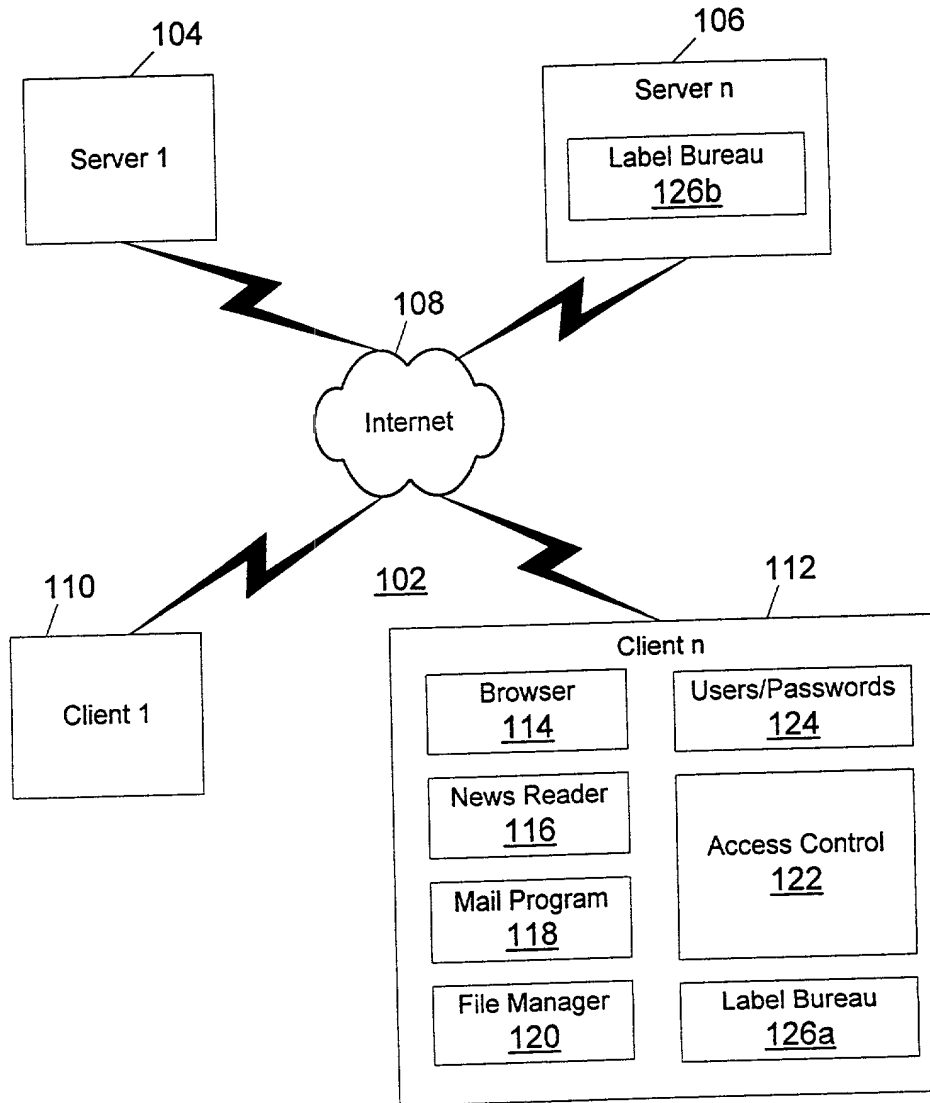 104
106
Server 1
Server n
Label Bureau
126b
108
Internet
110
102
112
Client 1
Client n
Browser
114
Users/Passwords
124
News Reader
116
Access Control
122
Mail Program
118
File Manager
120
Label Bureau
126a